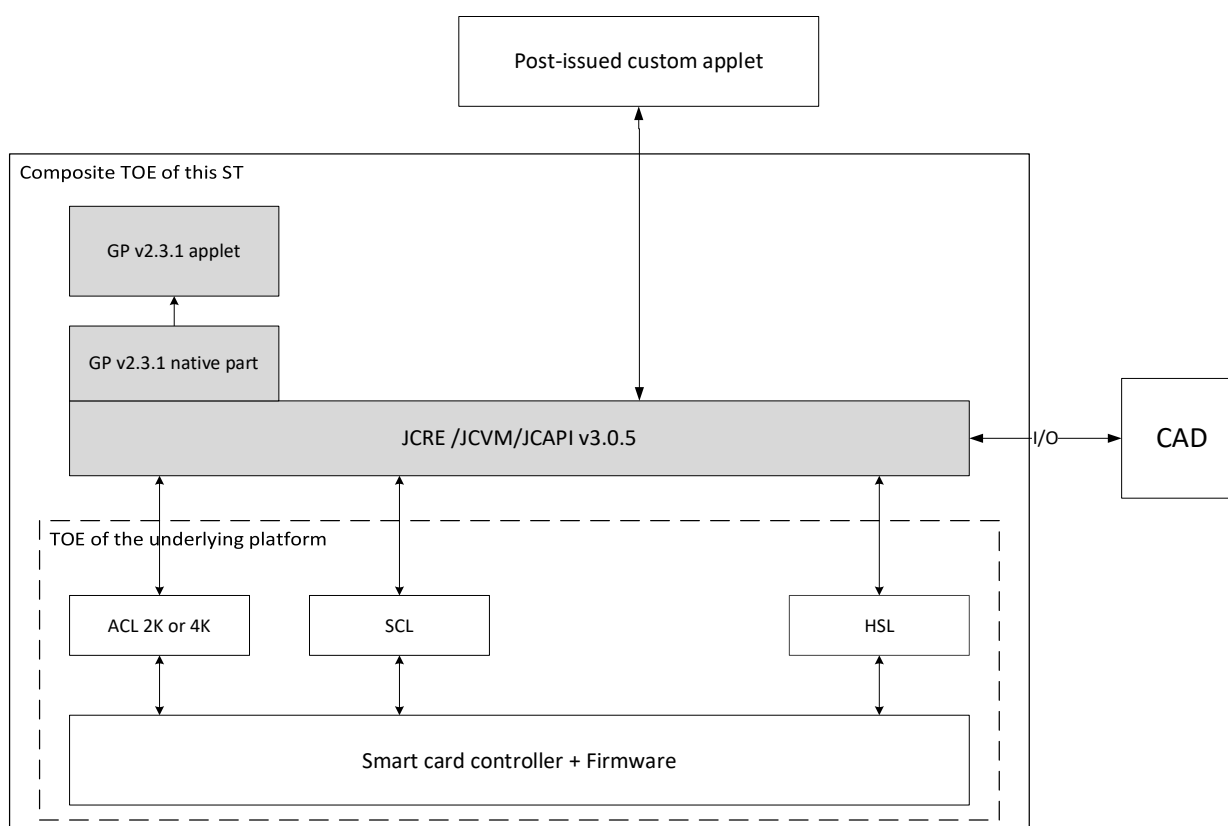 Post-issued custom applet
Composite TOE of this ST
GP v2.3.1 applet
GP v2.3.1 native part
JCRE /JCVM/JCAPI v3.0.5
I/O
CAD
TOE of the underlying platform
ACL 2K or 4K
SCL
HSL
Smart card controller + Firmware